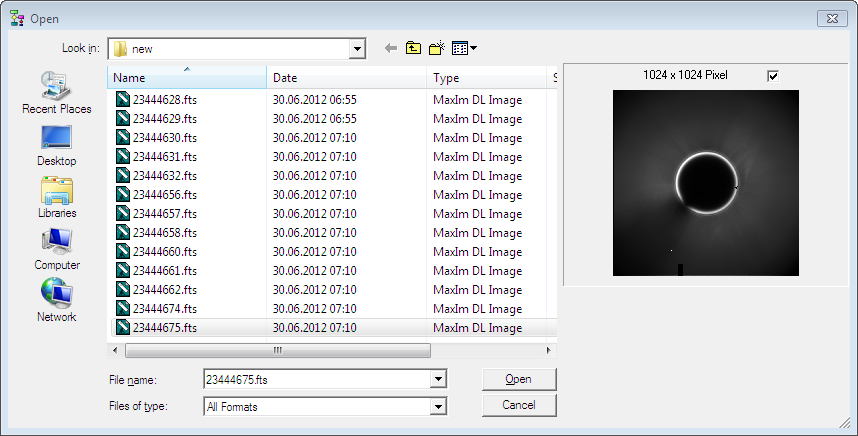 Open
Look in: new
Recent Places
Desktop
Libraries
Computer
Network
Name Date Type S
23444628.fts 30.06.2012 06:55 MaxIm DL Image
23444629.fts 30.06.2012 06:55 MaxIm DL Image
23444630.fts 30.06.2012 07:10 MaxIm DL Image
23444631.fts 30.06.2012 07:10 MaxIm DL Image
23444632.fts 30.06.2012 07:10 MaxIm DL Image
23444656.fts 30.06.2012 07:10 MaxIm DL Image
23444657.fts 30.06.2012 07:10 MaxIm DL Image
23444658.fts 30.06.2012 07:10 MaxIm DL Image
23444660.fts 30.06.2012 07:10 MaxIm DL Image
23444661.fts 30.06.2012 07:10 MaxIm DL Image
23444662.fts 30.06.2012 07:10 MaxIm DL Image
23444674.fts 30.06.2012 07:10 MaxIm DL Image
23444675.fts 30.06.2012 07:10 MaxIm DL Image
File name: 23444675.fts Open
Files of type: All Formats Cancel
1024 x 1024 Pixel